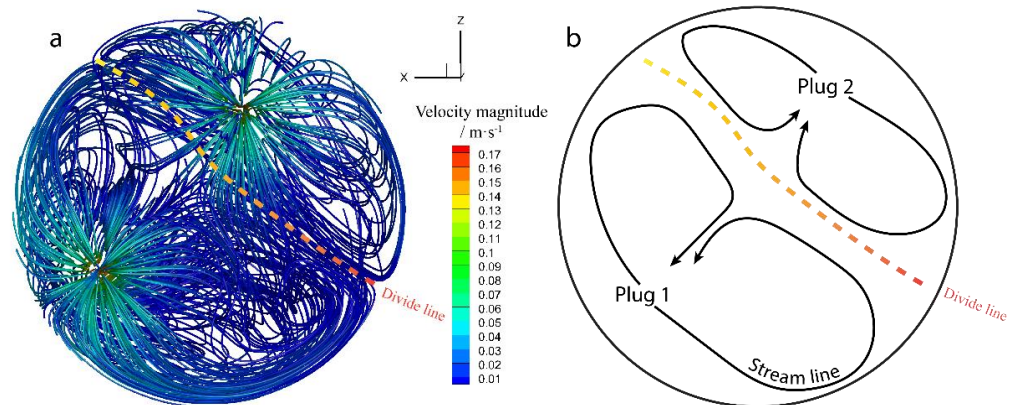 a
Z
X
Y
Velocity magnitude
/ m·s⁻¹
0.17
0.16
0.15
0.14
0.13
0.12
0.11
0.1
0.09
0.08
0.07
0.06
0.05
0.04
0.03
0.02
0.01
Divide line
b
Plug 2
Plug 1
Stream line
Divide line